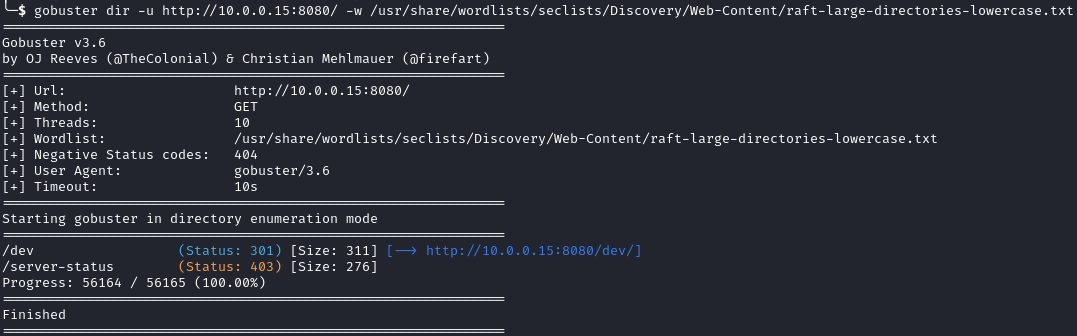 $ gobuster dir -u http://10.0.0.15:8080/ -w /usr/share/wordlists/seclists/Discovery/Web-Content/raft-large-directories-lowercase.txt
===============================================================
Gobuster v3.6
by OJ Reeves (@TheColonial) & Christian Mehlmauer (@firefart)
===============================================================
[+] Url:                     http://10.0.0.15:8080/
[+] Method:                  GET
[+] Threads:                 10
[+] Wordlist:                /usr/share/wordlists/seclists/Discovery/Web-Content/raft-large-directories-lowercase.txt
[+] Negative Status codes:   404
[+] User Agent:              gobuster/3.6
[+] Timeout:                 10s
===============================================================
Starting gobuster in directory enumeration mode
===============================================================
/dev                  (Status: 301) [Size: 311] [--> http://10.0.0.15:8080/dev/]
/server-status        (Status: 403) [Size: 276]
Progress: 56164 / 56165 (100.00%)
===============================================================
Finished
===============================================================